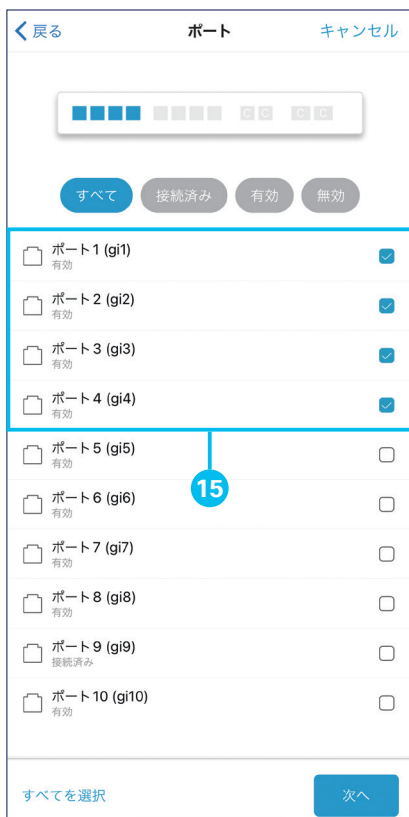 戻る ポート キャンセル
C C C C
すべて 接続済み 有効 無効
ポート1 (gi1)
有効
ポート2 (gi2)
有効
ポート3 (gi3)
有効
ポート4 (gi4)
有効
ポート5 (gi5)
有効
15
ポート6 (gi6)
有効
ポート7 (gi7)
有効
ポート8 (gi8)
有効
ポート9 (gi9)
接続済み
ポート10 (gi10)
有効
すべてを選択 次へ